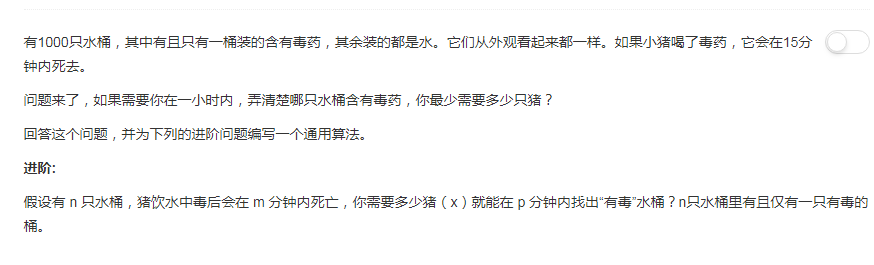 有1000只水桶，其中有且只有一桶装的含有毒药，其余装的都是水。它们从外观看起来都一样。如果小猪喝了毒药，它会在15分
钟内死去。
问题来了，如果需要你在一小时内，弄清楚哪只水桶含有毒药，你最少需要多少只猪？
回答这个问题，并为下列的进阶问题编写一个通用算法。
进阶:
假设有 n 只水桶，猪饮水中毒后会在 m 分钟内死亡，你需要多少猪（x）就能在 p 分钟内找出“有毒”水桶？n只水桶里有且仅有一只有毒的
桶。